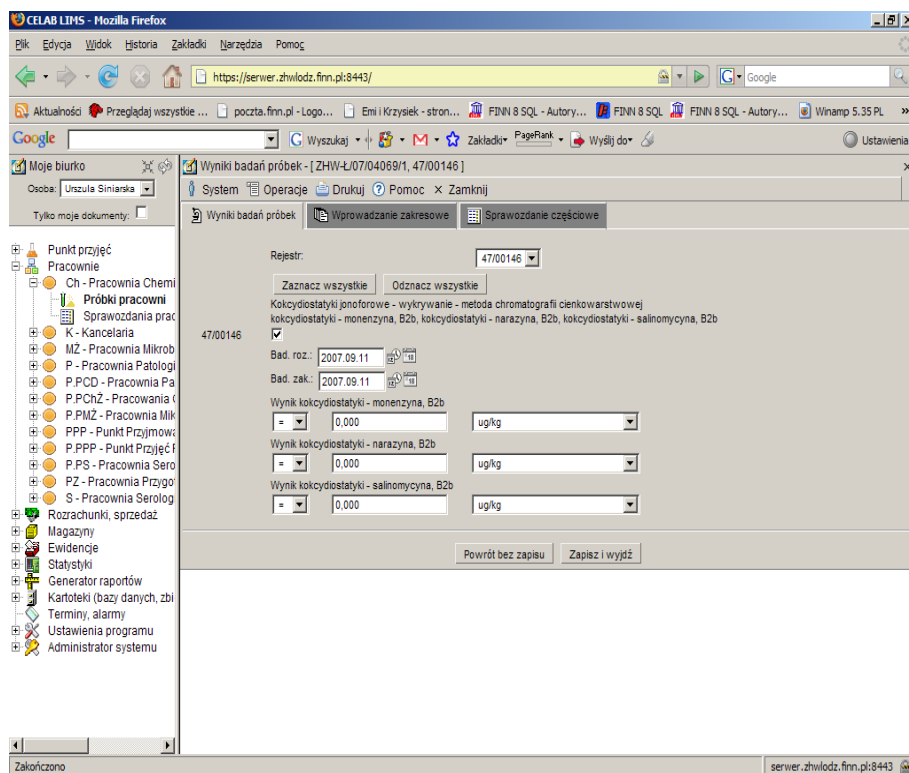 CELAB LIMS - Mozilla Firefox
Plik Edycja Widok Historia Zakładki Narzędzia Pomoc
https://serwer.zhwlodz.finn.pl:8443/ Google
Aktualności Przeglądaj wszystkie ... poczta.finn.pl - Logo... Emi i Krzysiek - stron... FINN 8 SQL - Autory... FINN 8 SQL FINN 8 SQL - Autory... Winamp 5.35 PL »
Google Wyszukaj Zakładki PageRank Wyślij do Ustawienia
Moje biurko
Osoba: Urszula Siniarska
Tylko moje dokumenty:
Punkt przyjęć
Pracownie
Ch - Pracownia Chemi
Próbki pracowni
Sprawozdania prac
K - Kancelaria
MŻ - Pracownia Mikrob
P - Pracownia Patologi
P.PCD - Pracownia Pa
P.PChŻ - Pracowania
P.PMŻ - Pracownia Mik
PPP - Punkt Przyjmowa
P.PPP - Punkt Przyjęć
P.PS - Pracownia Sero
PZ - Pracownia Przygo
S - Pracownia Serolog
Rozrachunki, sprzedaż
Magazyny
Ewidencje
Statystyki
Generator raportów
Kartoteki (bazy danych, zbi
Terminy, alarmy
Ustawienia programu
Administrator systemu
Wyniki badań próbek - [ ZHW-Ł/07/04069/1, 47/00146 ] x
System Operacje Drukuj Pomoc × Zamknij
Wyniki badań próbek Wprowadzanie zakresowe Sprawozdanie częściowe
Rejestr: 47/00146
Zaznacz wszystkie Odznacz wszystkie
Kokcydiostatyki jonoforowe - wykrywanie - metoda chromatografii cienkowarstwowej
kokcydiostatyki - monenzyna, B2b, kokcydiostatyki - narazyna, B2b, kokcydiostatyki - salinomycyna, B2b
47/00146
Bad. roz.: 2007.09.11
Bad. zak.: 2007.09.11
Wynik kokcydiostatyki - monenzyna, B2b
= 0,000 ug/kg
Wynik kokcydiostatyki - narazyna, B2b
= 0,000 ug/kg
Wynik kokcydiostatyki - salinomycyna, B2b
= 0,000 ug/kg
Powrót bez zapisu Zapisz i wyjdź
Zakończono serwer.zhwlodz.finn.pl:8443